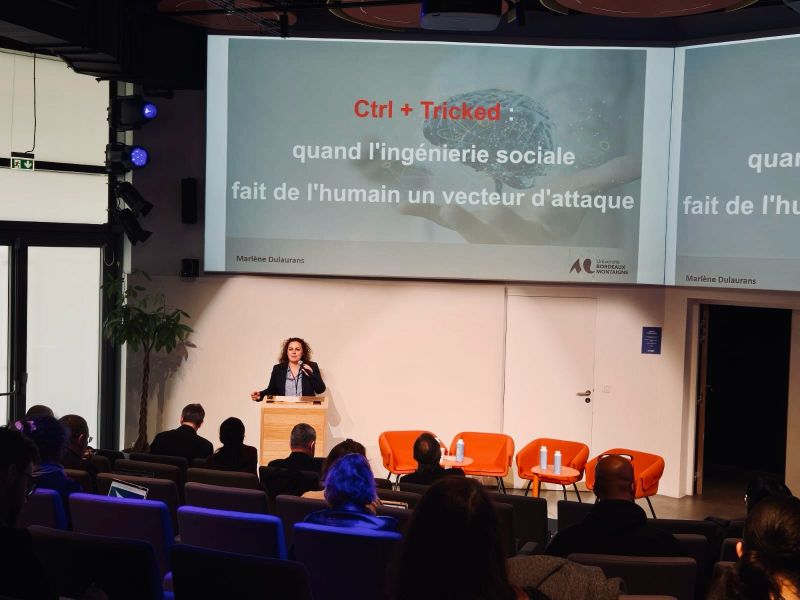 Ctrl + Tricked :
quand l'ingénierie sociale
fait de l'humain un vecteur d'attaque
Marlène Dulaurans
Université
BORDEAUX
MONTAIGNE
quan
fait de l'hu
Marlène Dulaurans